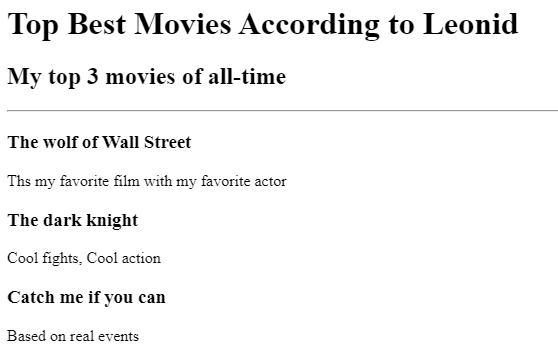 Top Best Movies According to Leonid
My top 3 movies of all-time
The wolf of Wall Street
Ths my favorite film with my favorite actor
The dark knight
Cool fights, Cool action
Catch me if you can
Based on real events